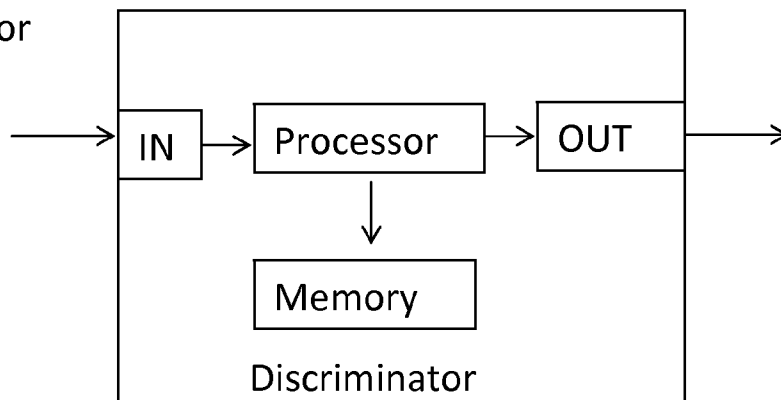 or
IN
Processor
OUT
Memory
Discriminator